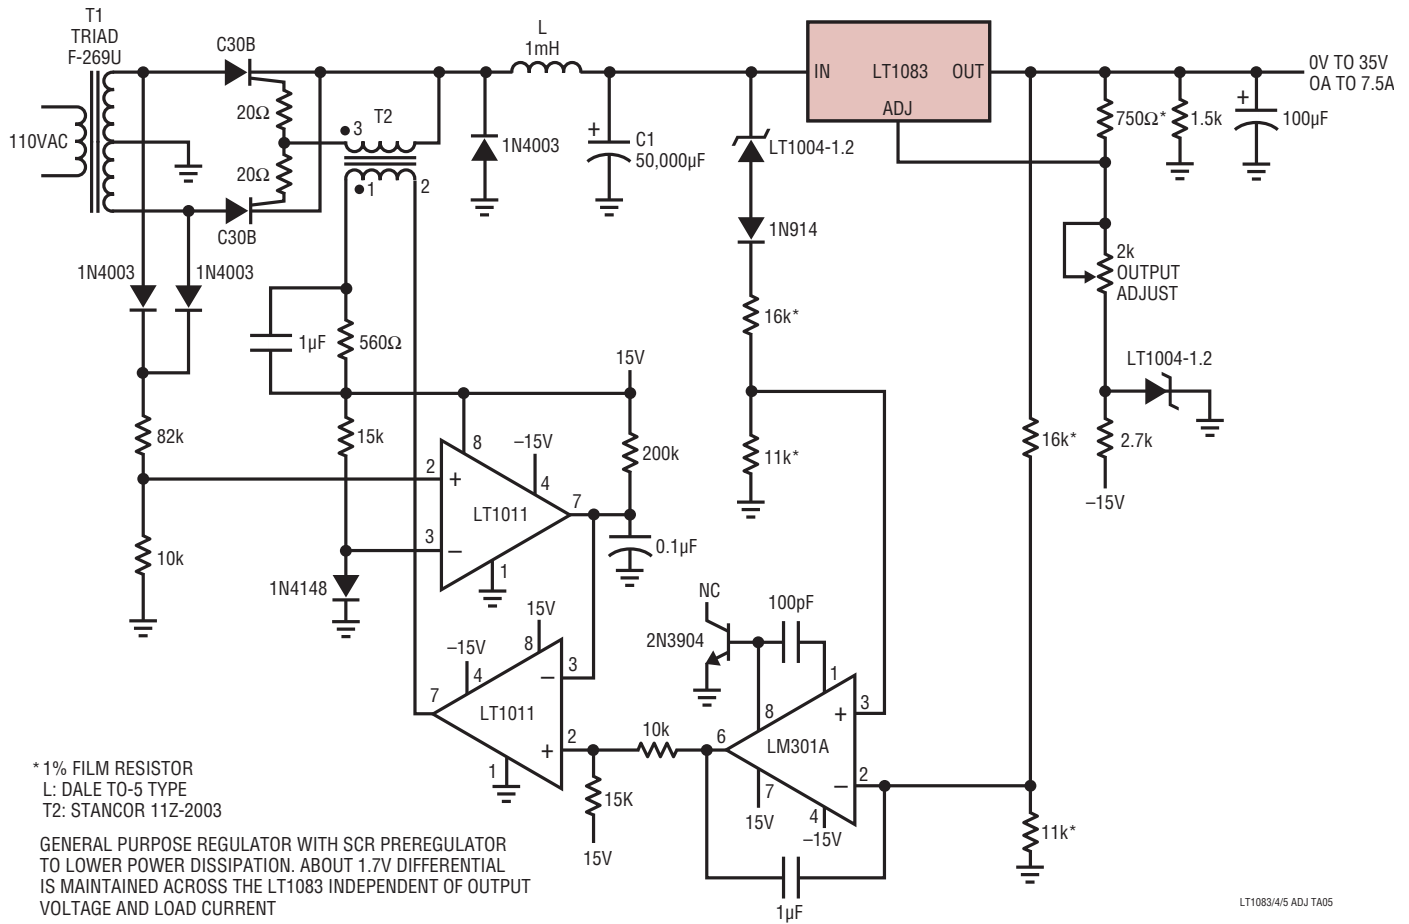 T1
TRIAD
F-269U
110VAC
C30B
20Ω
20Ω
C30B
T2
3
1
2
L
1mH
1N4003
+
C1
50,000µF
IN
LT1083
OUT
ADJ
0V TO 35V
0A TO 7.5A
750Ω*
1.5k
+
100µF
LT1004-1.2
1N914
16k*
11k*
2k
OUTPUT
ADJUST
LT1004-1.2
2.7k
–15V
16k*
11k*
1N4003
1N4003
82k
10k
1µF
560Ω
15k
1N4148
15V
200k
0.1µF
2
+
3
–
LT1011
8
–15V
4
7
1
15V
8
–15V
4
7
LT1011
–
3
+
2
1
15K
15V
10k
NC
2N3904
100pF
1
8
6
LM301A
+
3
–
2
7
15V
4
–15V
1µF
* 1% FILM RESISTOR
L: DALE TO-5 TYPE
T2: STANCOR 11Z-2003
GENERAL PURPOSE REGULATOR WITH SCR PREREGULATOR
TO LOWER POWER DISSIPATION. ABOUT 1.7V DIFFERENTIAL
IS MAINTAINED ACROSS THE LT1083 INDEPENDENT OF OUTPUT
VOLTAGE AND LOAD CURRENT
LT1083/4/5 ADJ TA05